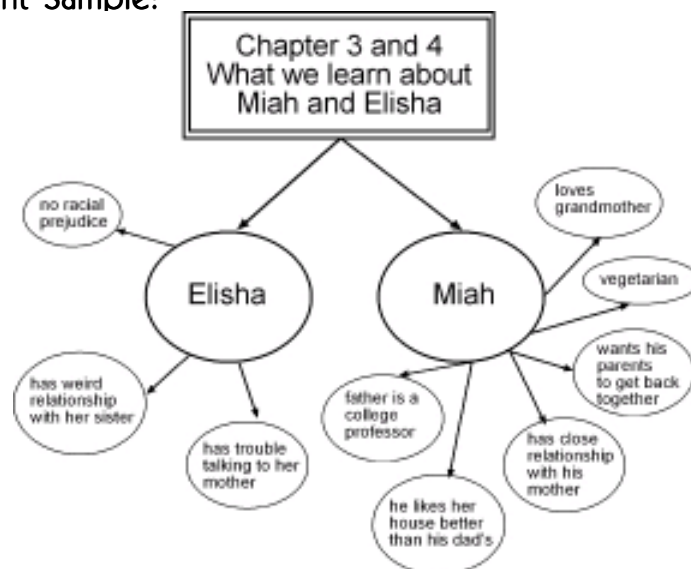 nt Sample:
Chapter 3 and 4
What we learn about
Miah and Elisha
no racial
prejudice
Elisha
has weird
relationship
with her sister
has trouble
talking to her
mother
Miah
loves
grandmother
vegetarian
wants his
parents
to get back
together
has close
relationship
with his
mother
he likes her
house better
than his dad's
father is a
college
professor